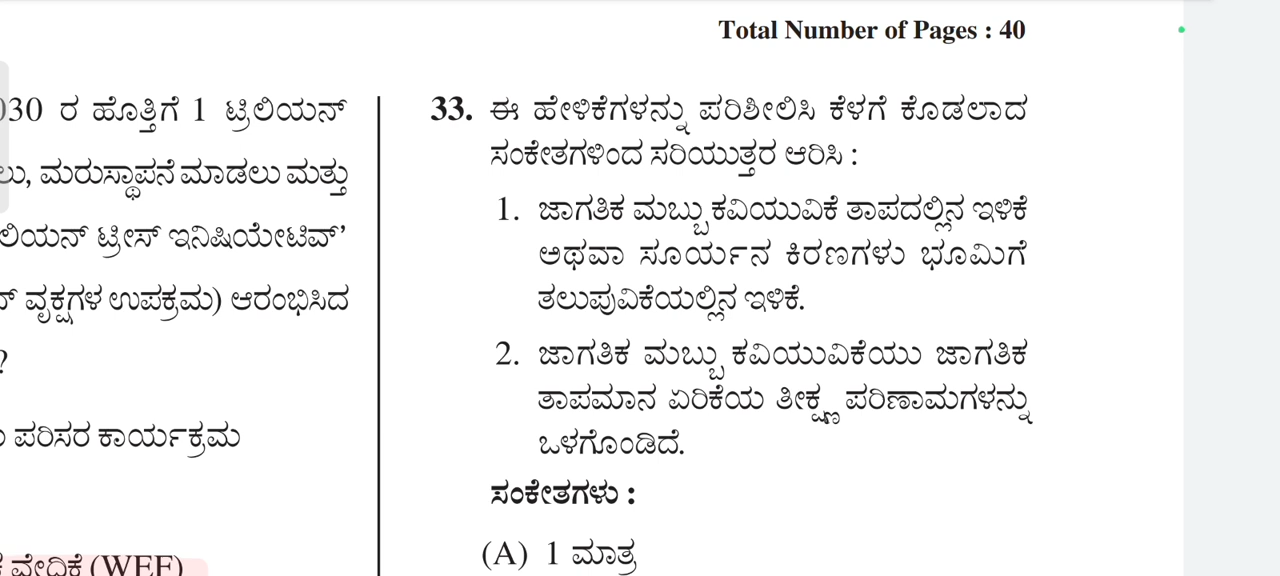 Total Number of Pages : 40
030 ರ ಹೊತ್ತಿಗೆ 1 ಟ್ರಿಲಿಯನ್
ಮರುಸ್ಥಾಪನೆ ಮಾಡಲು ಮತ್ತು
ಟ್ರೀಸ್ ಇನಿಷಿಯೇಟಿವ್’
ವೃಕ್ಷಗಳ ಉಪಕ್ರಮ) ಆರಂಭಿಸಿದ
?
ಪರಿಸರ ಕಾರ್ಯಕ್ರಮ
ವೇದಿಕೆ (WEF)
33. ಈ ಹೇಳಿಕೆಗಳನ್ನು ಪರಿಶೀಲಿಸಿ ಕೆಳಗೆ ಕೊಡಲಾದ
ಸಂಕೇತಗಳಿಂದ ಸರಿಯುತ್ತರ ಆರಿಸಿ :
1. ಜಾಗತಿಕ ಮಬ್ಬು ಕವಿಯುವಿಕೆ ತಾಪದಲ್ಲಿನ ಇಳಿಕೆ
ಅಥವಾ ಸೂರ್ಯನ ಕಿರಣಗಳು ಭೂಮಿಗೆ
ತಲುಪುವಿಕೆಯಲ್ಲಿನ ಇಳಿಕೆ.
2. ಜಾಗತಿಕ ಮಬ್ಬು ಕವಿಯುವಿಕೆಯು ಜಾಗತಿಕ
ತಾಪಮಾನ ಏರಿಕೆಯ ತೀಕ್ಷ್ಣ ಪರಿಣಾಮಗಳನ್ನು
ಒಳಗೊಂಡಿದೆ.
ಸಂಕೇತಗಳು :
(A) 1 ಮಾತ್ರ